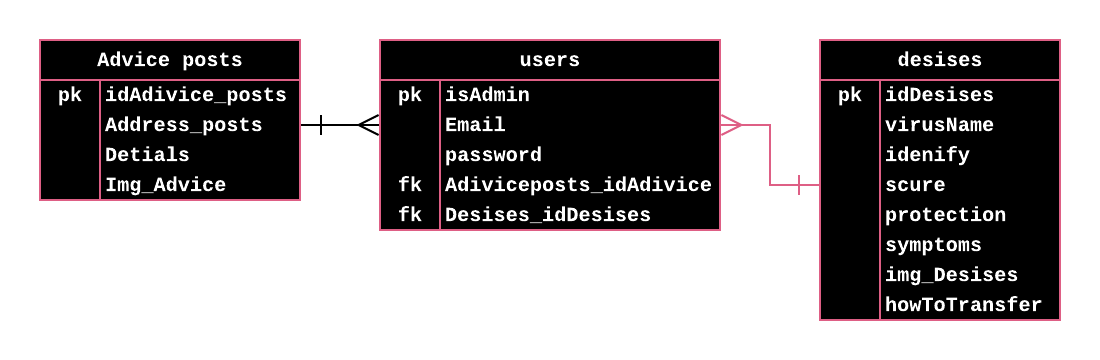 Advice posts
pk idAdivice_posts
Address_posts
Detials
Img_Advice
users
pk isAdmin
Email
password
fk Adiviceposts_idAdivice
fk Desises_idDesises
desises
pk idDesises
virusName
idenify
scure
protection
symptoms
img_Desises
howToTransfer